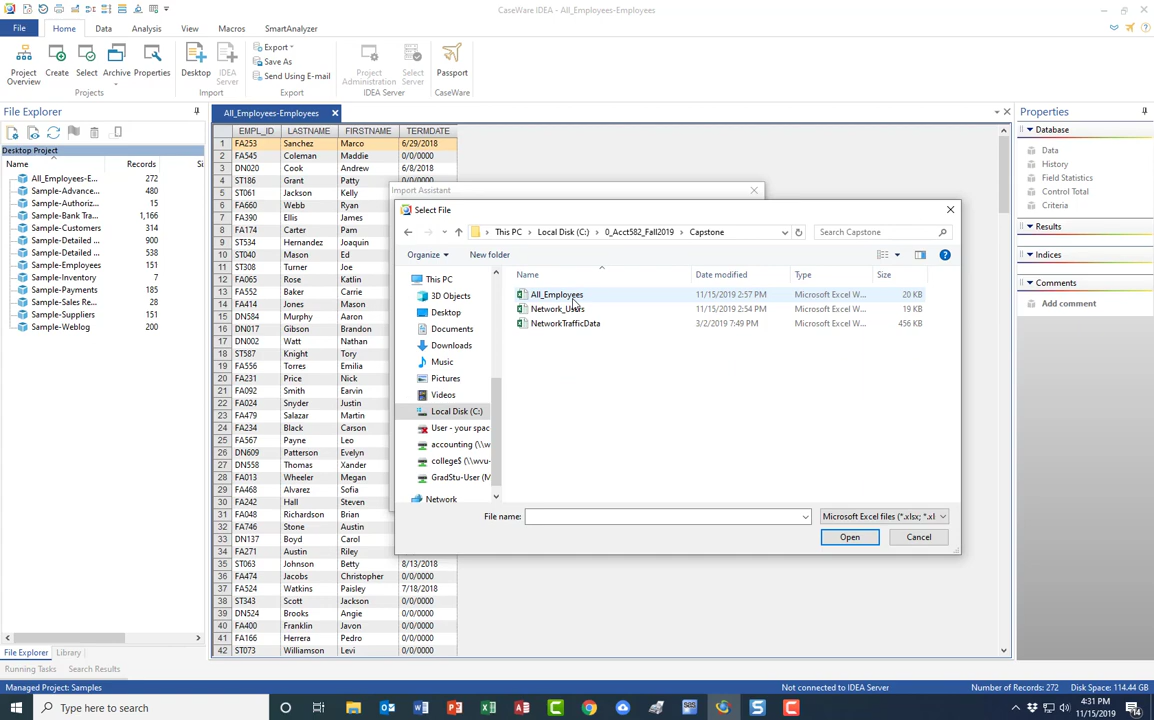 CaseWare IDEA - All_Employees-Employees
File Home Data Analysis View Macros SmartAnalyzer
Project Overview Create Select Archive Properties Desktop IDEA Server Export Save As Send Using E-mail Project Administration Select Server Passport
Projects Import Export IDEA Server CaseWare
File Explorer
Desktop Project
Name Records Si
All_Employees-E... 272
Sample-Advance... 480
Sample-Authoriz... 15
Sample-Bank Tra... 1,166
Sample-Customers 316
Sample-Detailed ... 900
Sample-Detailed ... 538
Sample-Employees 151
Sample-Inventory 7
Sample-Payments 215
Sample-Sales Re... 28
Sample-Suppliers 151
Sample-Weblog 200
File Explorer Library
Running Tasks Search Results
All_Employees-Employees
EMPL_ID LASTNAME FIRSTNAME TERMDATE
1 FA253 Sanchez Marco 6/29/2018
2 FA545 Coleman Maddie 0/0/0000
3 DN020 Cook Andrew 6/8/2018
4 ST186 Grant Patty
5 ST061 Jackson Kelly
6 FA660 Webb Ryan
7 FA390 Ellis James
8 FA174 Carter Bryan
9 ST534 Hernandez Joaquin
10 ST040 Mason Ed
11 ST308 Turner Joe
12 FA065 Rose Katlin
13 FA172 Baker Carrie
14 FA414 Jones Mason
15 DN584 Murphy Aaron
16 DN017 Gibson Brandon
17 DN002 Watt Nathan
18 ST587 Knight Tory
19 FA556 Torres Emilia
20 FA231 Price Nick
21 FA092 Smith Earvin
22 FA024 Snyder Justin
23 FA479 Salazar Martin
24 FA234 Black Carson
25 FA567 Payne Leo
26 DN609 Patterson Evelyn
27 DN558 Thomas Xander
28 FA013 Wheeler Megan
29 FA468 Alvarez Sofia
30 FA242 Hall Steven
31 FA048 Richardson Brian
32 FA746 Stone Austin
33 DN137 Boyd Carol
34 FA271 Austin Riley
35 ST063 Johnson Betty 8/13/2018
36 FA474 Jacobs Christopher 0/0/0000
37 FA524 Watkins Paisley 7/18/2018
38 ST343 Scott Jackson 0/0/0000
39 DN524 Brooks Angie 0/0/0000
40 FA400 Franklin Javon 0/0/0000
41 FA166 Herrera Pedro 0/0/0000
42 ST073 Williamson Levi 0/0/0000
Import Assistant
Select File
This PC Local Disk (C:) 0_Acct582_Fall2019 Capstone Search Capstone
Organize New folder
This PC
3D Objects
Desktop
Documents
Downloads
Music
Pictures
Videos
Local Disk (C:)
User - your spac
accounting (\\w
college$ (\\wvu-
GradStu-User (M
Network
Name Date modified Type Size
All_Employees 11/15/2019 2:57 PM Microsoft Excel W... 20 KB
Network_Users 11/15/2019 2:54 PM Microsoft Excel W... 19 KB
NetworkTrafficData 3/2/2019 7:49 PM Microsoft Excel W... 456 KB
File name: Microsoft Excel files (*.xlsx; *.xl
Open Cancel
Properties
Database
Data
History
Field Statistics
Control Total
Criteria
Results
Indices
Comments
Add comment
Managed Project: Samples Not connected to IDEA Server Number of Records: 272 Disk Space: 114.44 GB
Type here to search
4:31 PM
11/15/2019
14